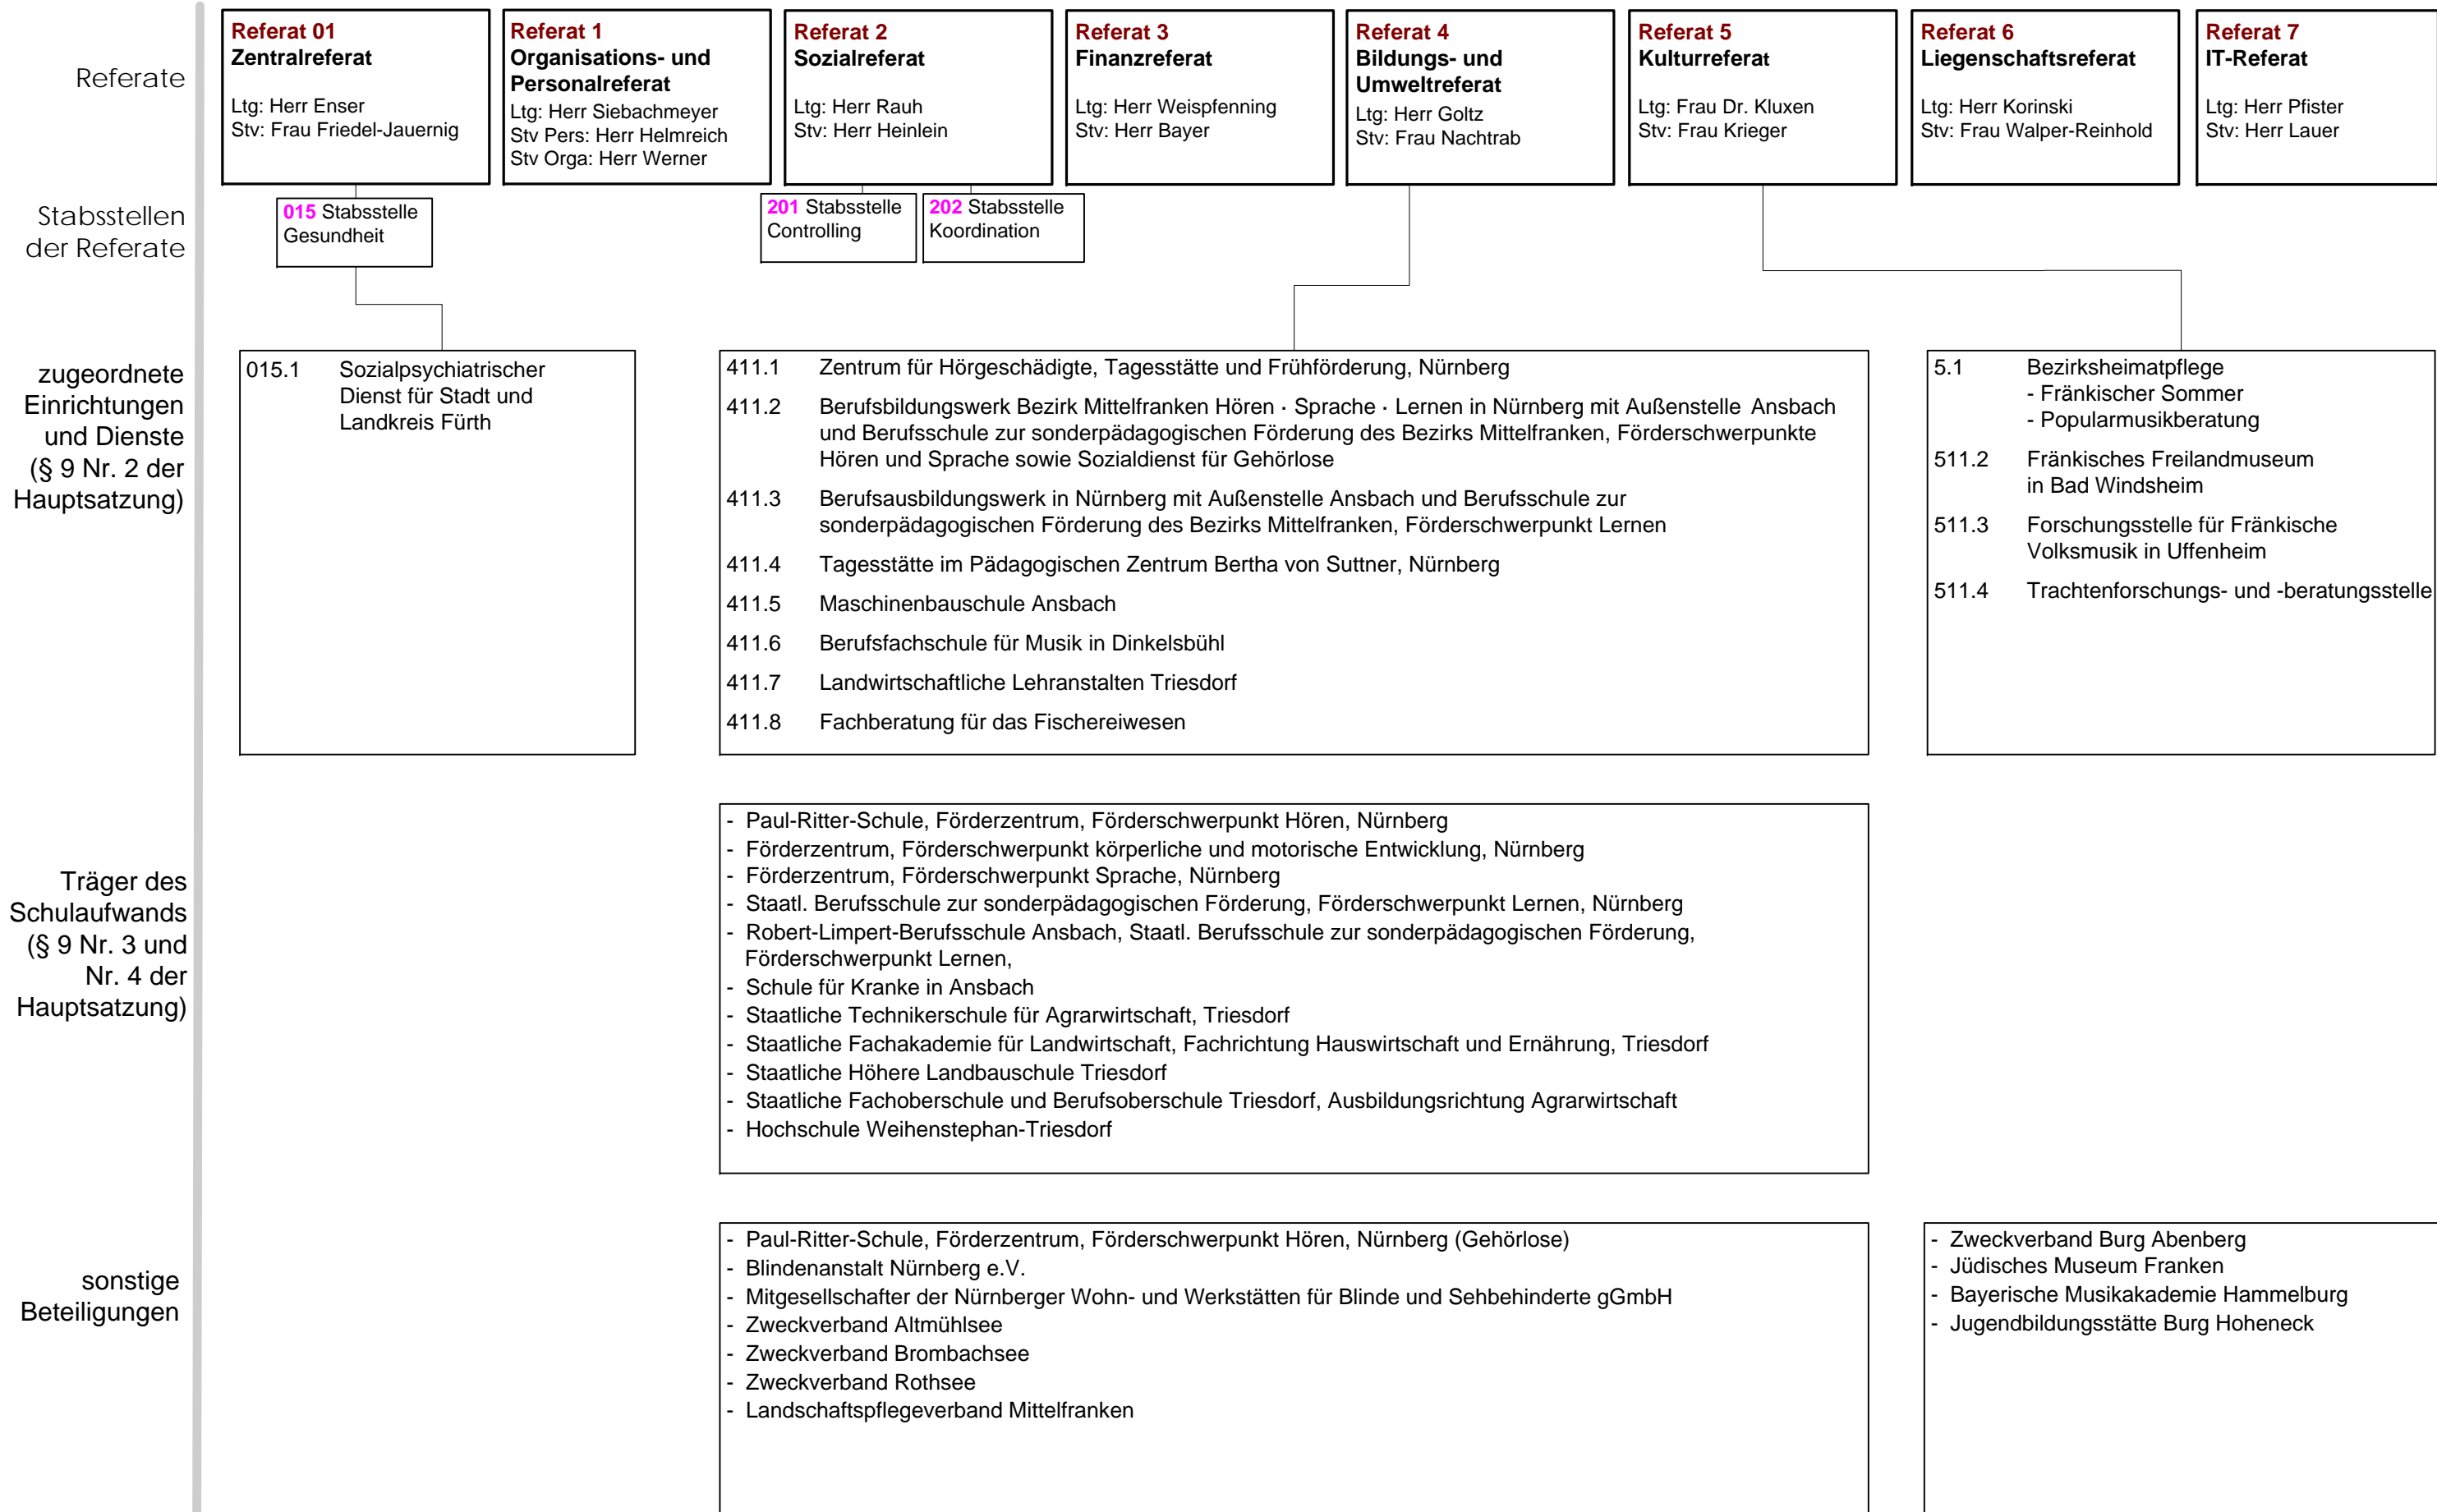 Referate
Referat 01
Zentralreferat
Ltg: Herr Enser
Stv: Frau Friedel-Jauernig
Referat 1
Organisations- und
Personalreferat
Ltg: Herr Siebachmeyer
Stv Pers: Herr Helmreich
Stv Orga: Herr Werner
Referat 2
Sozialreferat
Ltg: Herr Rauh
Stv: Herr Heinlein
Referat 3
Finanzreferat
Ltg: Herr Weispfenning
Stv: Herr Bayer
Referat 4
Bildungs- und
Umweltreferat
Ltg: Herr Goltz
Stv: Frau Nachtrab
Referat 5
Kulturreferat
Ltg: Frau Dr. Kluxen
Stv: Frau Krieger
Referat 6
Liegenschaftsreferat
Ltg: Herr Korinski
Stv: Frau Walper-Reinhold
Referat 7
IT-Referat
Ltg: Herr Pfister
Stv: Herr Lauer
Stabsstellen
der Referate
015 Stabsstelle
Gesundheit
201 Stabsstelle
Controlling
202 Stabsstelle
Koordination
zugeordnete
Einrichtungen
und Dienste
(§ 9 Nr. 2 der
Hauptsatzung)
015.1 Sozialpsychiatrischer
Dienst für Stadt und
Landkreis Fürth
411.1 Zentrum für Hörgeschädigte, Tagesstätte und Frühförderung, Nürnberg
411.2 Berufsbildungswerk Bezirk Mittelfranken Hören · Sprache · Lernen in Nürnberg mit Außenstelle Ansbach
und Berufsschule zur sonderpädagogischen Förderung des Bezirks Mittelfranken, Förderschwerpunkte
Hören und Sprache sowie Sozialdienst für Gehörlose
411.3 Berufsausbildungswerk in Nürnberg mit Außenstelle Ansbach und Berufsschule zur
sonderpädagogischen Förderung des Bezirks Mittelfranken, Förderschwerpunkt Lernen
411.4 Tagesstätte im Pädagogischen Zentrum Bertha von Suttner, Nürnberg
411.5 Maschinenbauschule Ansbach
411.6 Berufsfachschule für Musik in Dinkelsbühl
411.7 Landwirtschaftliche Lehranstalten Triesdorf
411.8 Fachberatung für das Fischereiwesen
5.1 Bezirksheimatpflege
- Fränkischer Sommer
- Popularmusikberatung
511.2 Fränkisches Freilandmuseum
in Bad Windsheim
511.3 Forschungsstelle für Fränkische
Volksmusik in Uffenheim
511.4 Trachtenforschungs- und -beratungsstelle
Träger des
Schulaufwands
(§ 9 Nr. 3 und
Nr. 4 der
Hauptsatzung)
- Paul-Ritter-Schule, Förderzentrum, Förderschwerpunkt Hören, Nürnberg
- Förderzentrum, Förderschwerpunkt körperliche und motorische Entwicklung, Nürnberg
- Förderzentrum, Förderschwerpunkt Sprache, Nürnberg
- Staatl. Berufsschule zur sonderpädagogischen Förderung, Förderschwerpunkt Lernen, Nürnberg
- Robert-Limpert-Berufsschule Ansbach, Staatl. Berufsschule zur sonderpädagogischen Förderung,
Förderschwerpunkt Lernen,
- Schule für Kranke in Ansbach
- Staatliche Technikerschule für Agrarwirtschaft, Triesdorf
- Staatliche Fachakademie für Landwirtschaft, Fachrichtung Hauswirtschaft und Ernährung, Triesdorf
- Staatliche Höhere Landbauschule Triesdorf
- Staatliche Fachoberschule und Berufsoberschule Triesdorf, Ausbildungsrichtung Agrarwirtschaft
- Hochschule Weihenstephan-Triesdorf
sonstige
Beteiligungen
- Paul-Ritter-Schule, Förderzentrum, Förderschwerpunkt Hören, Nürnberg (Gehörlose)
- Blindenanstalt Nürnberg e.V.
- Mitgesellschafter der Nürnberger Wohn- und Werkstätten für Blinde und Sehbehinderte gGmbH
- Zweckverband Altmühlsee
- Zweckverband Brombachsee
- Zweckverband Rothsee
- Landschaftspflegeverband Mittelfranken
- Zweckverband Burg Abenberg
- Jüdisches Museum Franken
- Bayerische Musikakademie Hammelburg
- Jugendbildungsstätte Burg Hoheneck